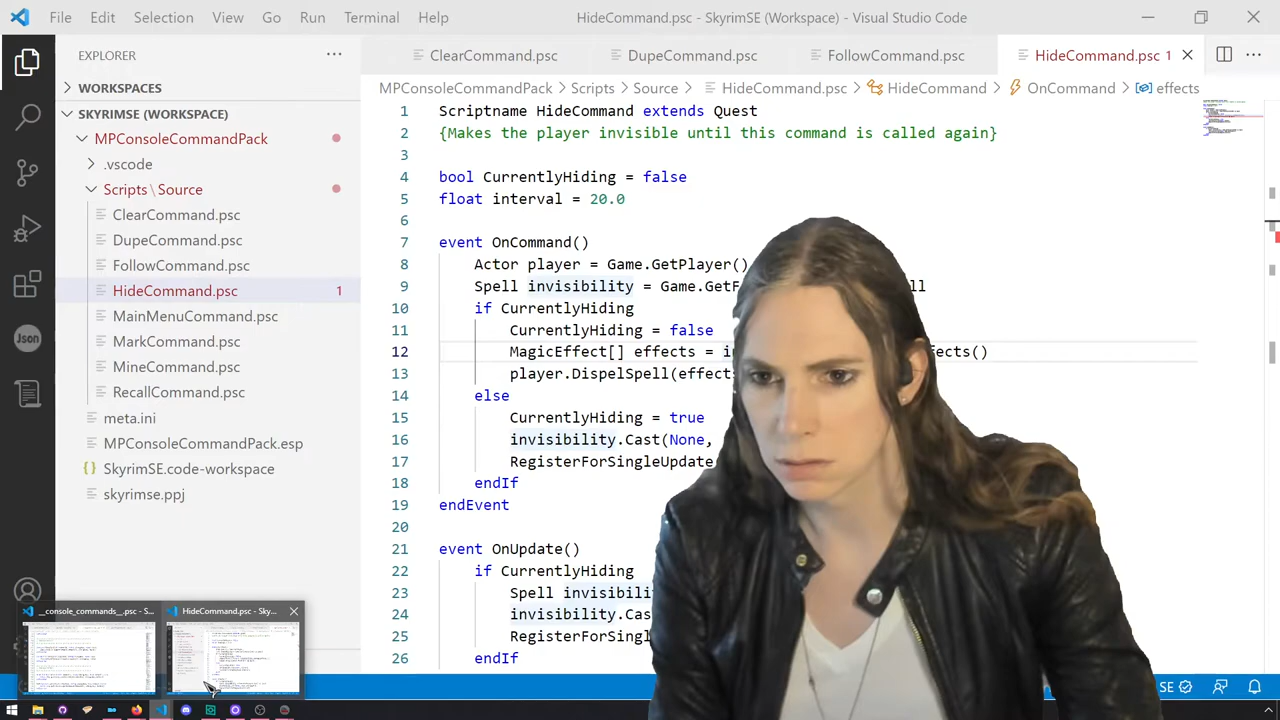 File Edit Selection View Go Run Terminal Help HideCommand.psc - SkyrimSE (Workspace) - Visual Studio Code
EXPLORER ClearCommand.psc DupeCommand.psc FollowCommand.psc HideCommand.psc 1
WORKSPACES MPConsoleCommandPack > Scripts > Source > HideCommand.psc > HideCommand > OnCommand > effects
SKYRIMSE (WORKSPACE)
MPConsoleCommandPack
.vscode
Scripts \ Source
ClearCommand.psc
DupeCommand.psc
FollowCommand.psc
HideCommand.psc 1
MainMenuCommand.psc
MarkCommand.psc
MineCommand.psc
RecallCommand.psc
meta.ini
MPConsoleCommandPack.esp
{} SkyrimSE.code-workspace
skyrimse.ppj
Json
1 Scriptname HideCommand extends Quest
2 {Makes to player invisible until this command is called again}
3
4 bool CurrentlyHiding = false
5 float interval = 20.0
6
7 event OnCommand()
8 Actor player = Game.GetPlayer()
9 Spell invisibility = Game.GetF
10 if CurrentlyHiding
11 CurrentlyHiding = false
12 MagicEffect[] effects = i ffects()
13 player.DispelSpell(effect
14 else
15 CurrentlyHiding = true
16 invisibility.Cast(None,
17 RegisterForSingleUpdate
18 endIf
19 endEvent
20
21 event OnUpdate()
22 if CurrentlyHiding
23 Spell invisibili
24 invisibility.Cas
25 RegisterForSing
26 endIf
__console_commands__.psc - S... HideCommand.psc - Sky...
SE